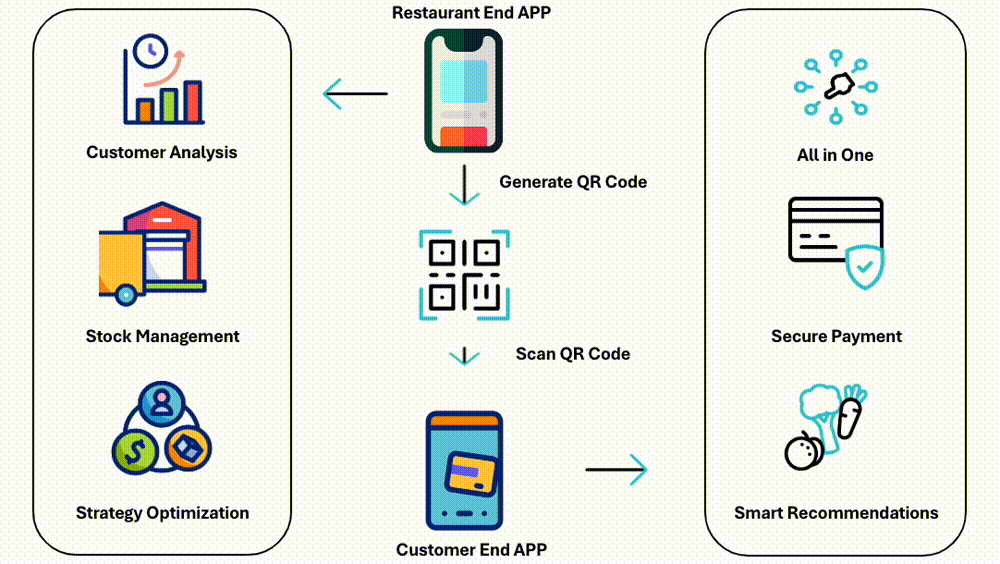 Restaurant End APP
Customer Analysis
Stock Management
Strategy Optimization
Generate QR Code
Scan QR Code
Customer End APP
All in One
Secure Payment
Smart Recommendations